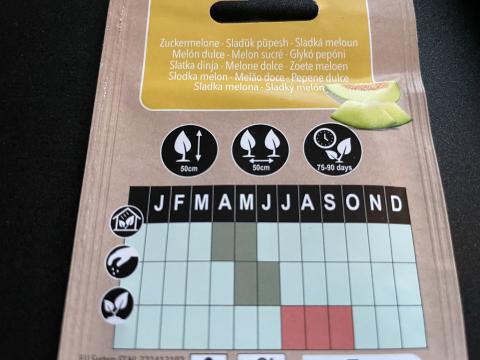 Zuckermelone · Sladük pŭpesh · Sladká meloun
Melón dulce · Melon sucré · Glykó pepóni
Slatka dinja · Melone dolce · Zoete meloen
Słodka melon · Melão doce · Pepene dulce
Sladka melona · Sladký melón
50cm
50cm
75-90 days
J F M A M J J A S O N D